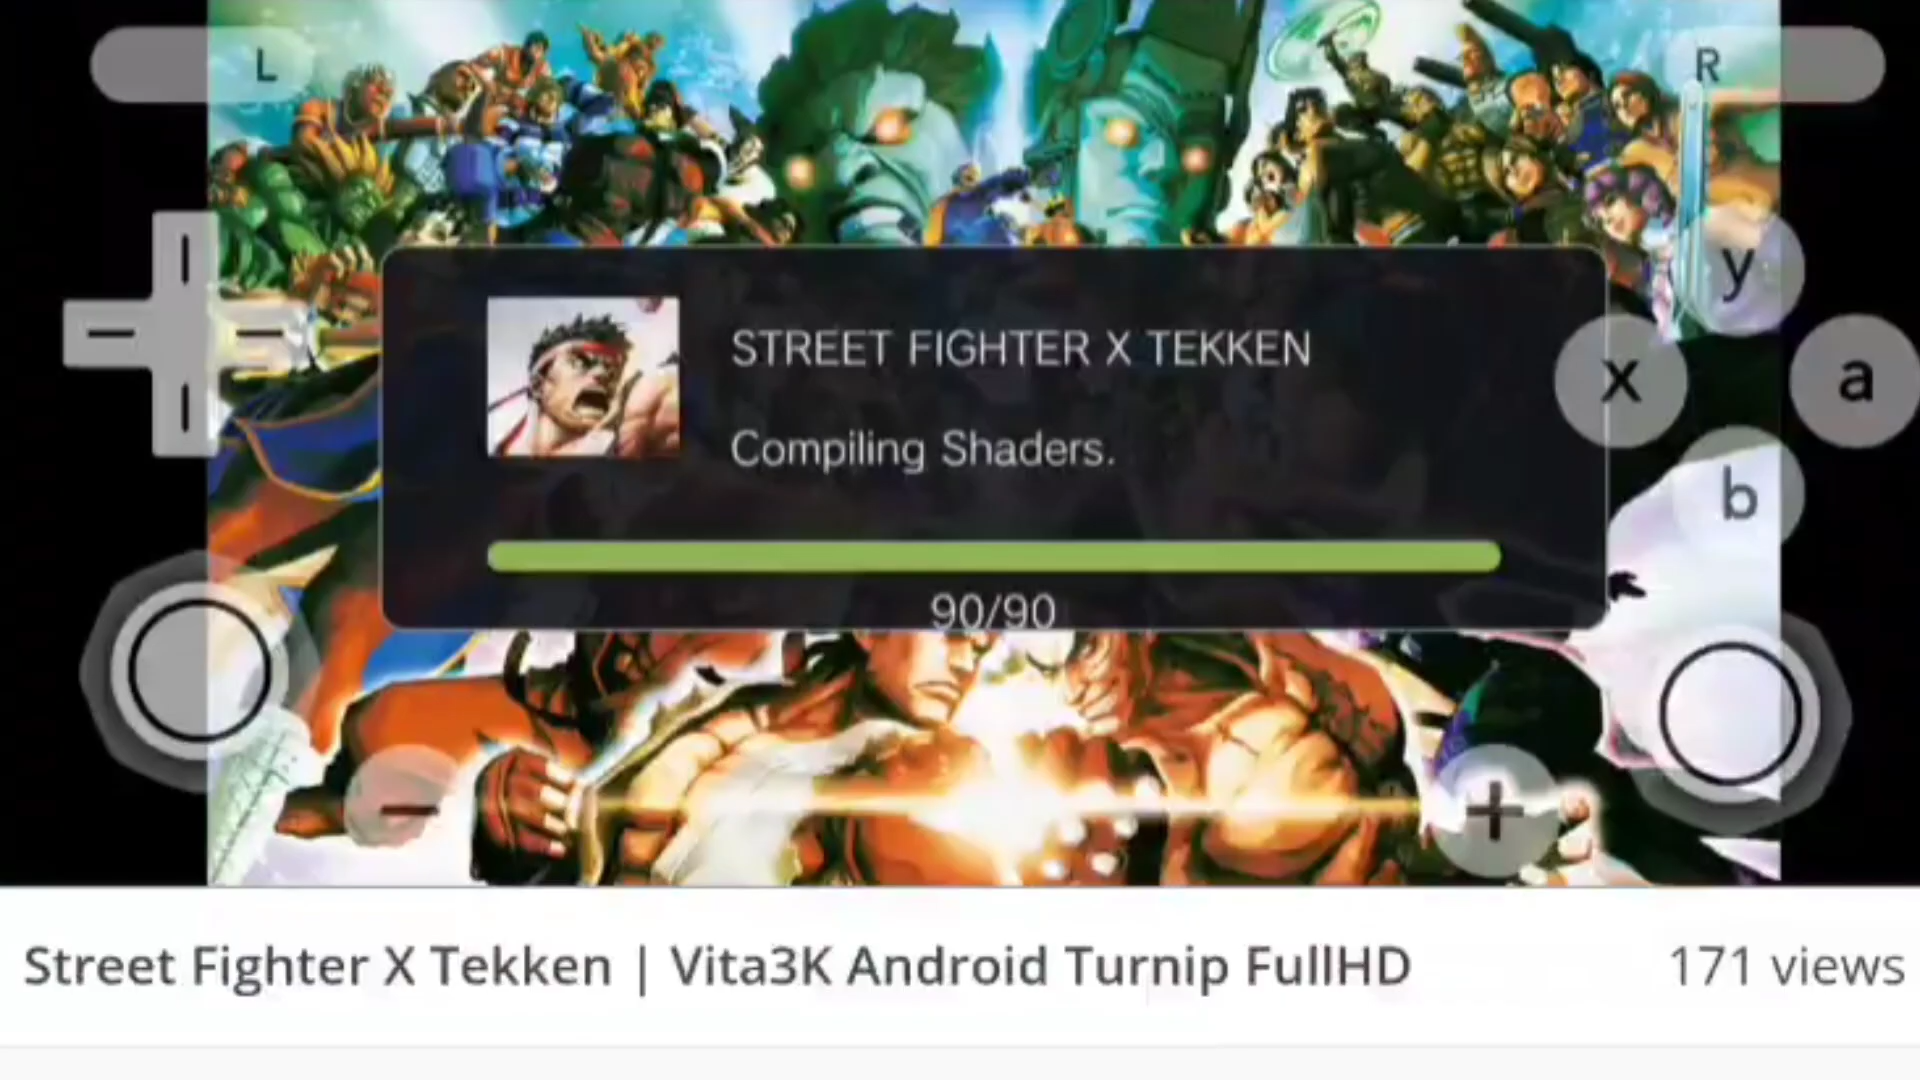 L
R
y
STREET FIGHTER X TEKKEN
x
a
Compiling Shaders.
b
90/90
Street Fighter X Tekken | Vita3K Android Turnip FullHD
171 views